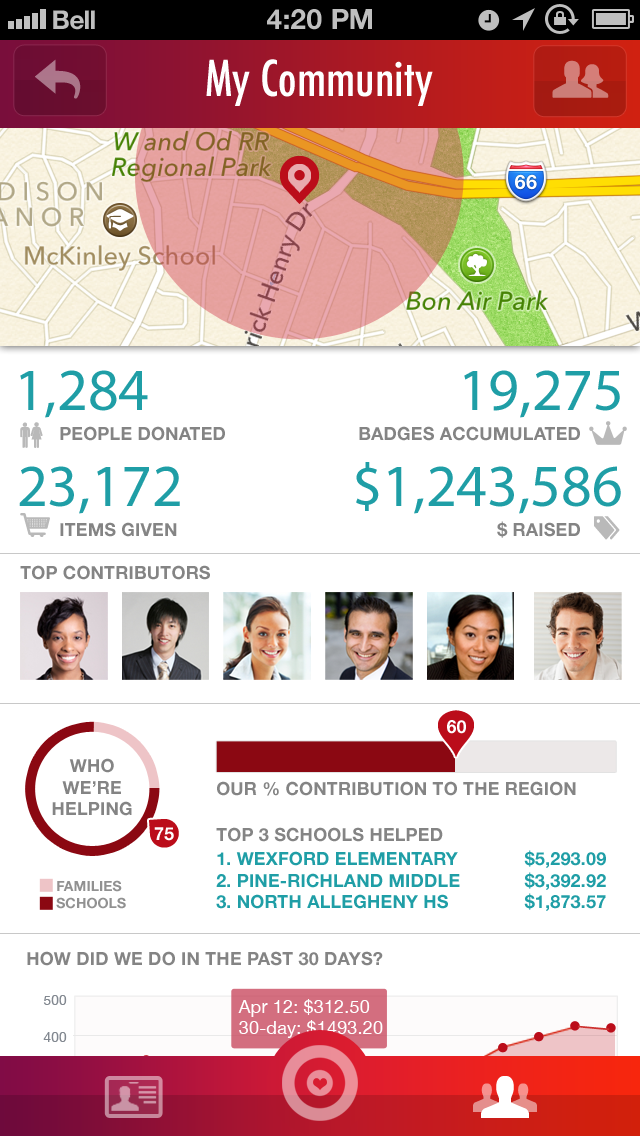 Bell 4:20 PM
My Community
W and Od RR
Regional Park
DISON
ANOR
66
McKinley School
rick Henry Dr
Bon Air Park
W
1,284
PEOPLE DONATED
19,275
BADGES ACCUMULATED
23,172
ITEMS GIVEN
$1,243,586
$ RAISED
TOP CONTRIBUTORS
WHO
WE'RE
HELPING
75
FAMILIES
SCHOOLS
60
OUR % CONTRIBUTION TO THE REGION
TOP 3 SCHOOLS HELPED
1. WEXFORD ELEMENTARY $5,293.09
2. PINE-RICHLAND MIDDLE $3,392.92
3. NORTH ALLEGHENY HS $1,873.57
HOW DID WE DO IN THE PAST 30 DAYS?
500
400
Apr 12: $312.50
30-day: $1493.20